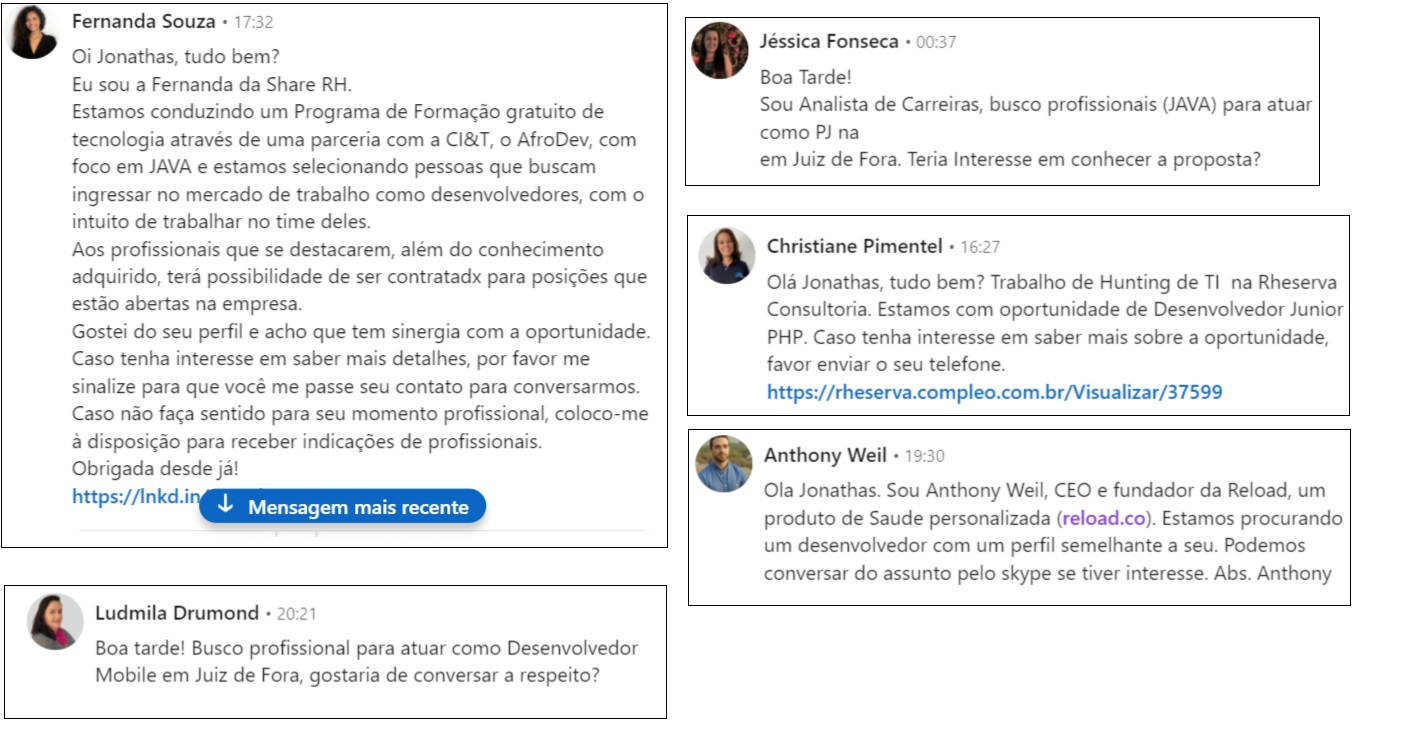 Fernanda Souza • 17:32
Oi Jonathas, tudo bem?
Eu sou a Fernanda da Share RH.
Estamos conduzindo um Programa de Formação gratuito de
tecnologia através de uma parceria com a CI&T, o AfroDev, com
foco em JAVA e estamos selecionando pessoas que buscam
ingressar no mercado de trabalho como desenvolvedores, com o
intuito de trabalhar no time deles.
Aos profissionais que se destacarem, além do conhecimento
adquirido, terá possibilidade de ser contratadx para posições que
estão abertas na empresa.
Gostei do seu perfil e acho que tem sinergia com a oportunidade.
Caso tenha interesse em saber mais detalhes, por favor me
sinalize para que você me passe seu contato para conversarmos.
Caso não faça sentido para seu momento profissional, coloco-me
à disposição para receber indicações de profissionais.
Obrigada desde já!
https://lnkd.in
↓ Mensagem mais recente
Ludmila Drumond • 20:21
Boa tarde! Busco profissional para atuar como Desenvolvedor
Mobile em Juiz de Fora, gostaria de conversar a respeito?
Jéssica Fonseca • 00:37
Boa Tarde!
Sou Analista de Carreiras, busco profissionais (JAVA) para atuar
como PJ na
em Juiz de Fora. Teria Interesse em conhecer a proposta?
Christiane Pimentel • 16:27
Olá Jonathas, tudo bem? Trabalho de Hunting de TI na Rheserva
Consultoria. Estamos com oportunidade de Desenvolvedor Junior
PHP. Caso tenha interesse em saber mais sobre a oportunidade,
favor enviar o seu telefone.
https://rheserva.compleo.com.br/Visualizar/37599
Anthony Weil • 19:30
Ola Jonathas. Sou Anthony Weil, CEO e fundador da Reload, um
produto de Saude personalizada (reload.co). Estamos procurando
um desenvolvedor com um perfil semelhante a seu. Podemos
conversar do assunto pelo skype se tiver interesse. Abs. Anthony